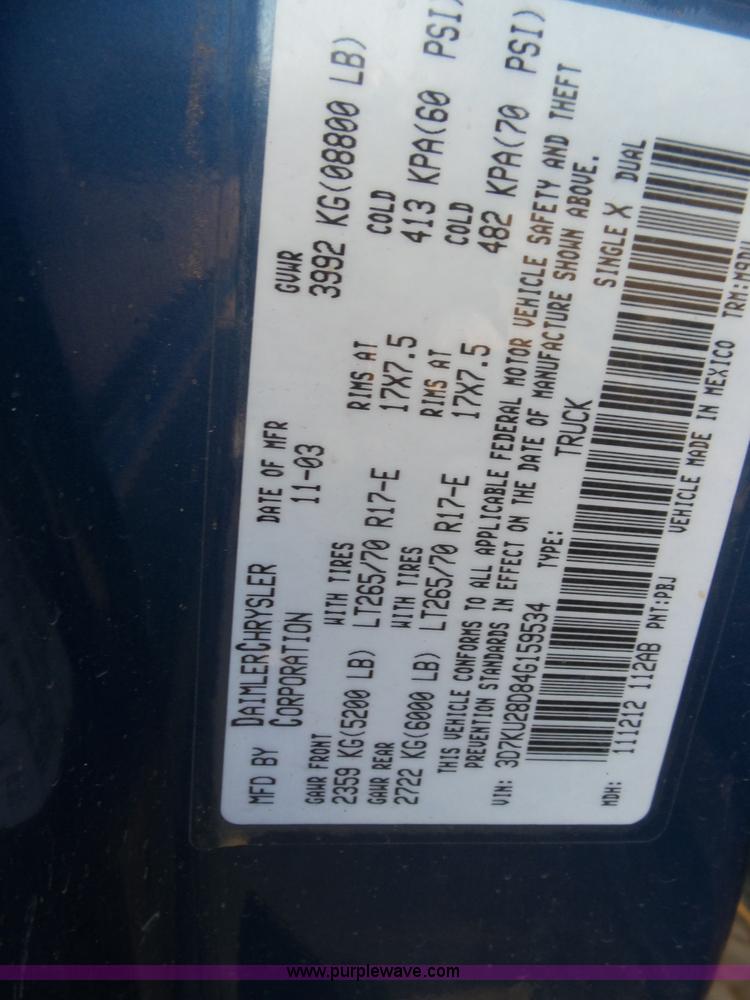 MFD BY DAIMLERCHRYSLER CORPORATION DATE OF MFR 11-03 GVWR 3992 KG(08800 LB)
GAWR FRONT WITH TIRES RIMS AT COLD
2359 KG(5200 LB) LT265/70 R17-E 17X7.5 413 KPA(60 PSI)
GAWR REAR WITH TIRES RIMS AT COLD
2722 KG(6000 LB) LT265/70 R17-E 17X7.5 482 KPA(70 PSI)
THIS VEHICLE CONFORMS TO ALL APPLICABLE FEDERAL MOTOR VEHICLE SAFETY AND THEFT
PREVENTION STANDARDS IN EFFECT ON THE DATE OF MANUFACTURE SHOWN ABOVE.
VIN: 3D7KU28D84G159534 TYPE: TRUCK SINGLE X DUAL
MDH: 111212 112AB PNT:PBJ VEHICLE MADE IN MEXICO
www.purplewave.com